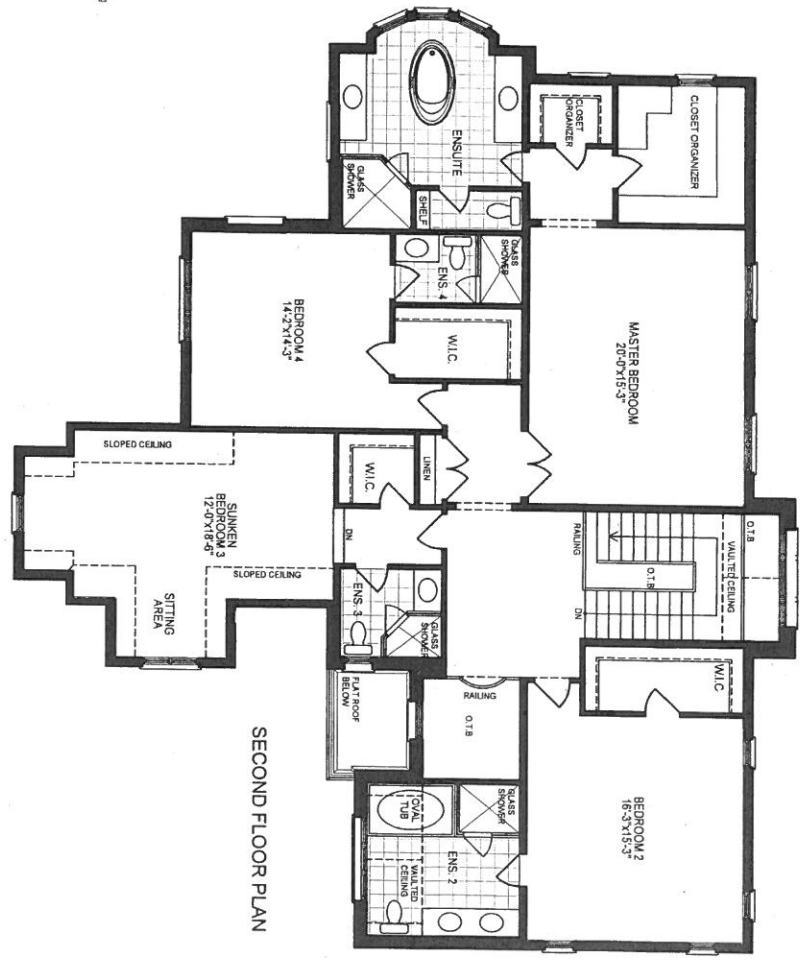 CLOSET
ORGANIZER
CLOSET ORGANIZER
ENSUITE
GLASS
SHOWER
SHELF
ENS. 4
GLASS
SHOWER
BEDROOM 4
14'-2"x14'-3"
W.I.C.
MASTER BEDROOM
20'-0"x15'-3"
SLOPED CEILING
SUNKEN
BEDROOM 3
12'-0"x18'-6"
W.I.C.
LINEN
DN
SLOPED CEILING
SITTING
AREA
ENS. 3
GLASS
SHOWER
RAILING
O.T.B
DN
VAULTED CEILING
O.T.B
FLAT ROOF
BELOW
RAILING
O.T.B
W.I.C
BEDROOM 2
16'-3"x15'-3"
OVAL
TUB
GLASS
SHOWER
ENS. 2
VAULTED
CEILING
SECOND FLOOR PLAN